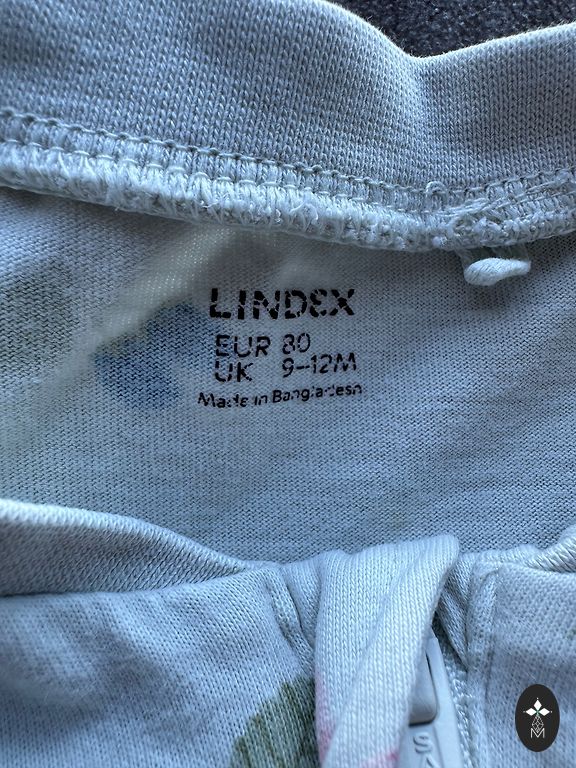 LINDEX
EUR 80
UK 9-12M
Made in Bangladesh
M